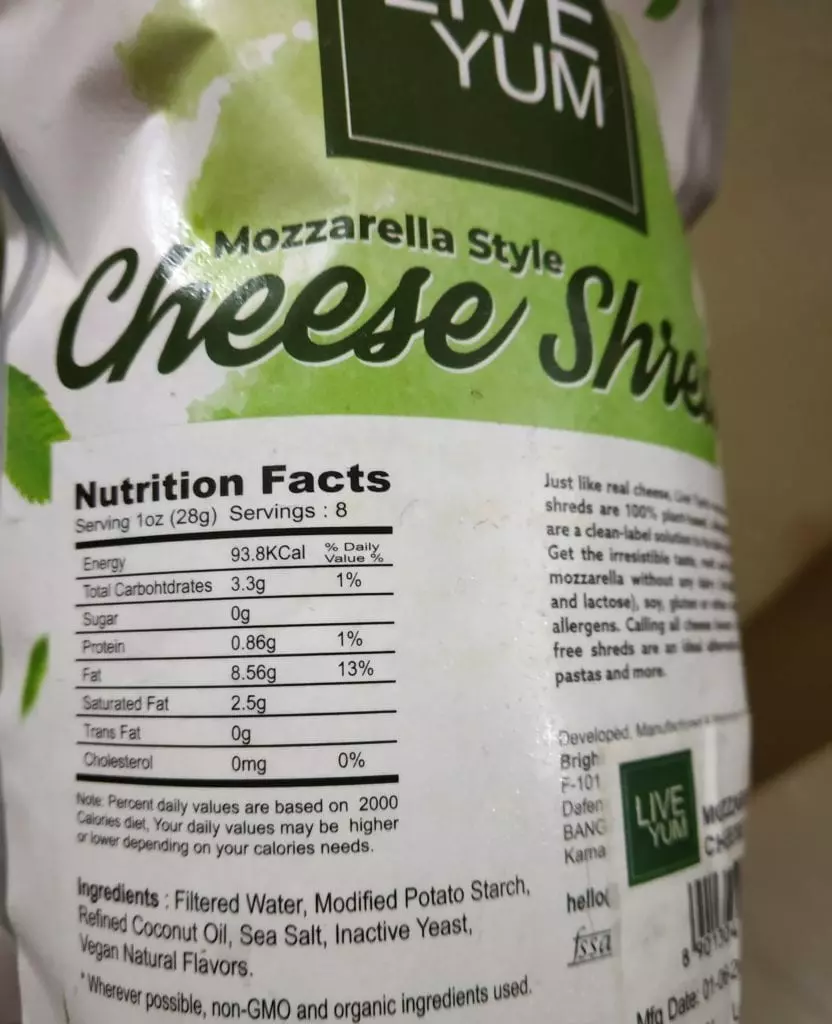 LIVE
YUM
Mozzarella Style
Cheese
Nutrition Facts
Serving 1oz (28g) Servings : 8
Energy 93.8KCal % Daily Value %
Total Carbohtdrates 3.3g 1%
Sugar 0g
Protein 0.86g 1%
Fat 8.56g 13%
Saturated Fat 2.5g
Trans Fat 0g
Cholesterol 0mg 0%
Note: Percent daily values are based on 2000
Calories diet, Your daily values may be higher
or lower depending on your calories needs.
Ingredients : Filtered Water, Modified Potato Starch,
Refined Coconut Oil, Sea Salt, Inactive Yeast,
Vegan Natural Flavors.
*Wherever possible, non-GMO and organic ingredients used.
Just like real cheese,
shreds are 100%
are a clean-label
Get the irresistible
mozzarella without any
and lactose), soy,
allergens. Calling all
free shreds are an
pastas and more.
Developed,
F-101
BANG
LIVE
YUM
fssa
Mfg Date: